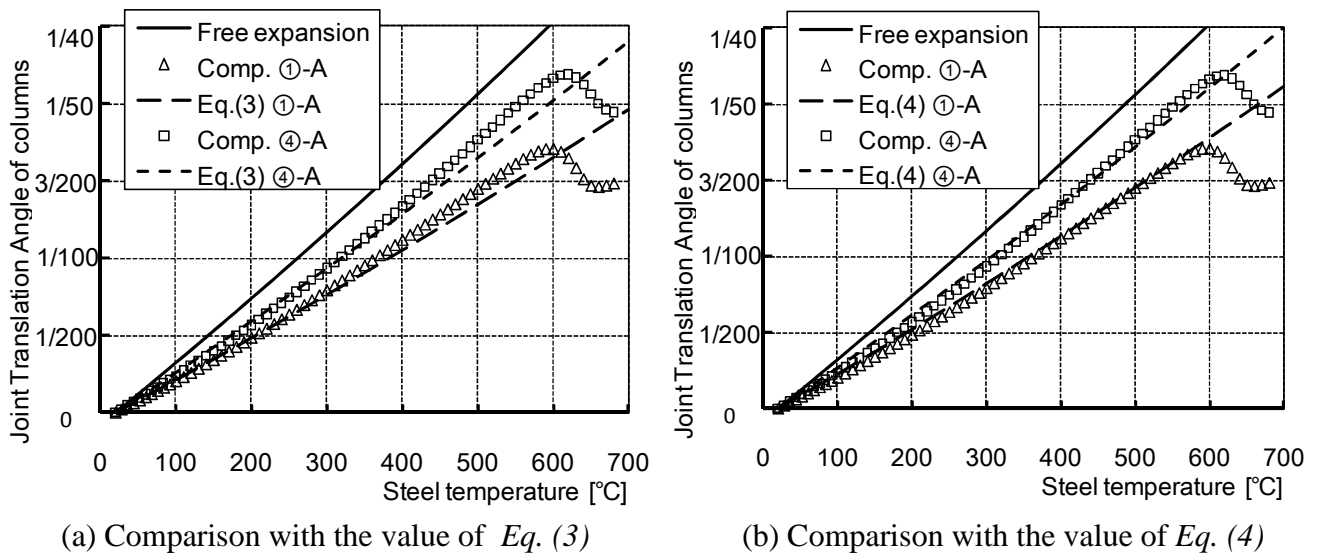 Joint Translation Angle of columns
1/40
1/50
3/200
1/100
1/200
0
Free expansion
Comp. ①-A
Eq.(3) ①-A
Comp. ④-A
Eq.(3) ④-A
0 100 200 300 400 500 600 700
Steel temperature [℃]
(a) Comparison with the value of Eq. (3)
Joint Translation Angle of columns
1/40
1/50
3/200
1/100
1/200
0
Free expansion
Comp. ①-A
Eq.(4) ①-A
Comp. ④-A
Eq.(4) ④-A
0 100 200 300 400 500 600 700
Steel temperature [℃]
(b) Comparison with the value of Eq. (4)